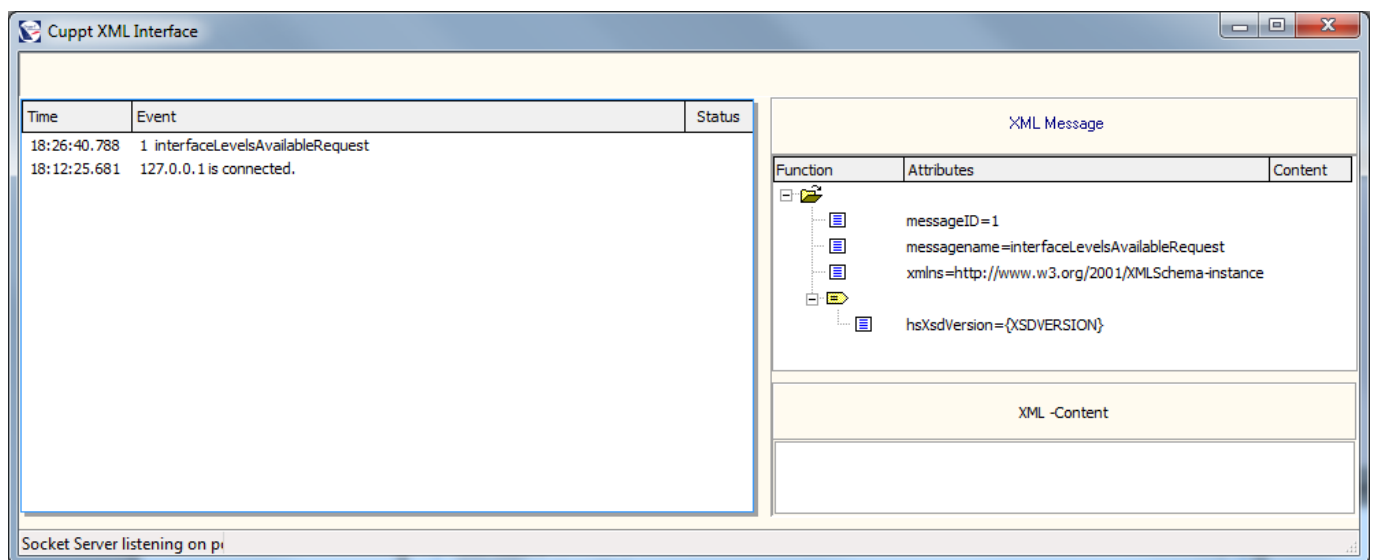 Cuppt XML Interface
Time Event Status
18:26:40.788 1 interfaceLevelsAvailableRequest
18:12:25.681 127.0.0.1 is connected.
XML Message
Function Attributes Content
messageID=1
messagename=interfaceLevelsAvailableRequest
xmlns=http://www.w3.org/2001/XMLSchema-instance
hsXsdVersion={XSDVERSION}
XML -Content
Socket Server listening on